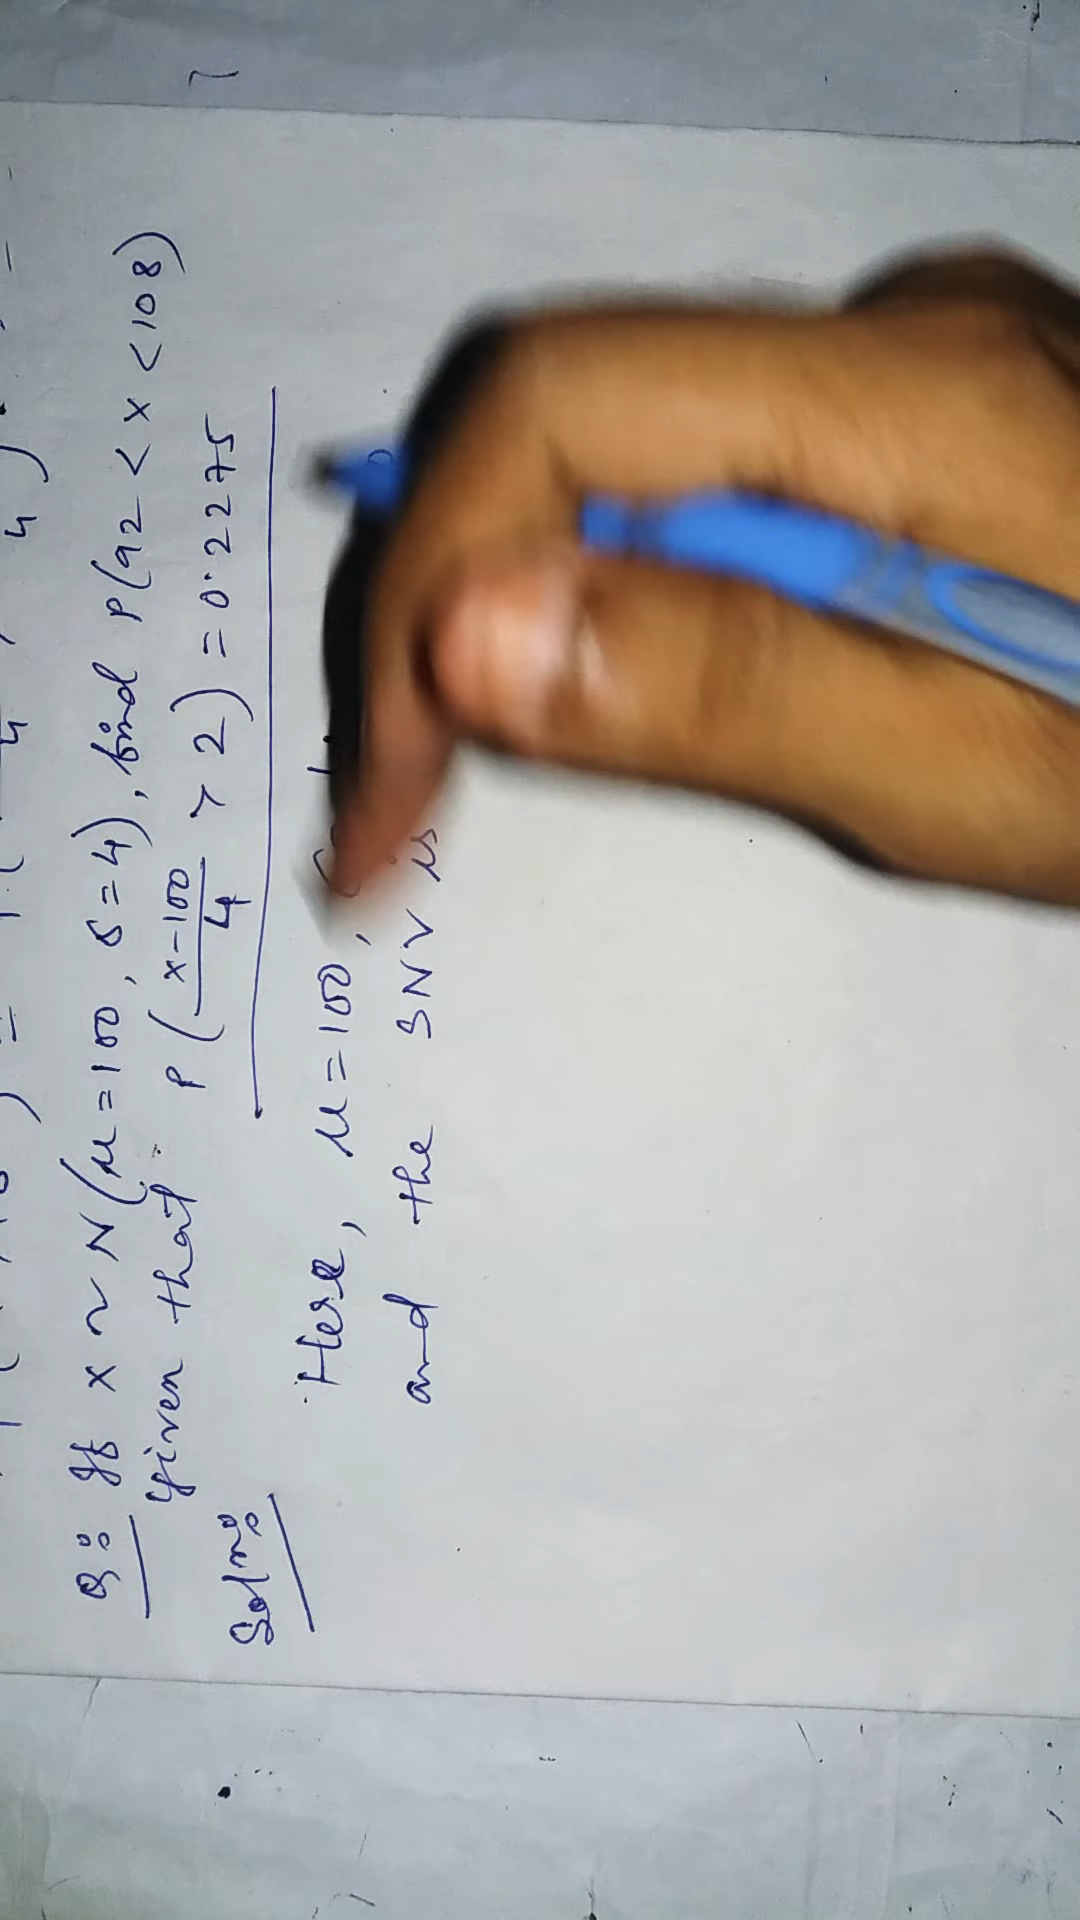 Q: If X ~ N(μ=100, σ=4), find P(92 < X < 108)
given that P(X-100/4 > 2) = 0.2275
Soln:
Here, μ=100,
and the SNV is